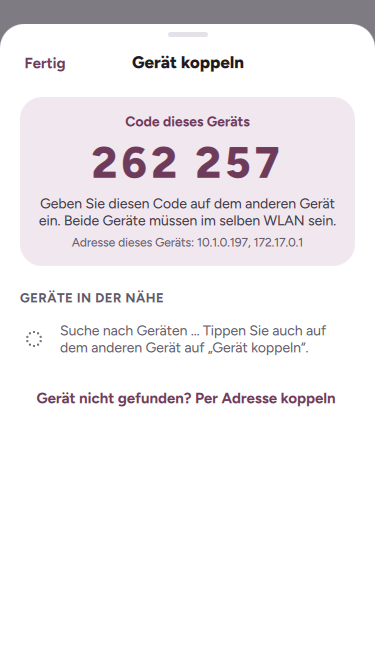 Fertig
Gerät koppeln
Code dieses Geräts
262 257
Geben Sie diesen Code auf dem anderen Gerät
ein. Beide Geräte müssen im selben WLAN sein.
Adresse dieses Geräts: 10.1.0.197, 172.17.0.1
GERÄTE IN DER NÄHE
Suche nach Geräten … Tippen Sie auch auf
dem anderen Gerät auf „Gerät koppeln“.
Gerät nicht gefunden? Per Adresse koppeln